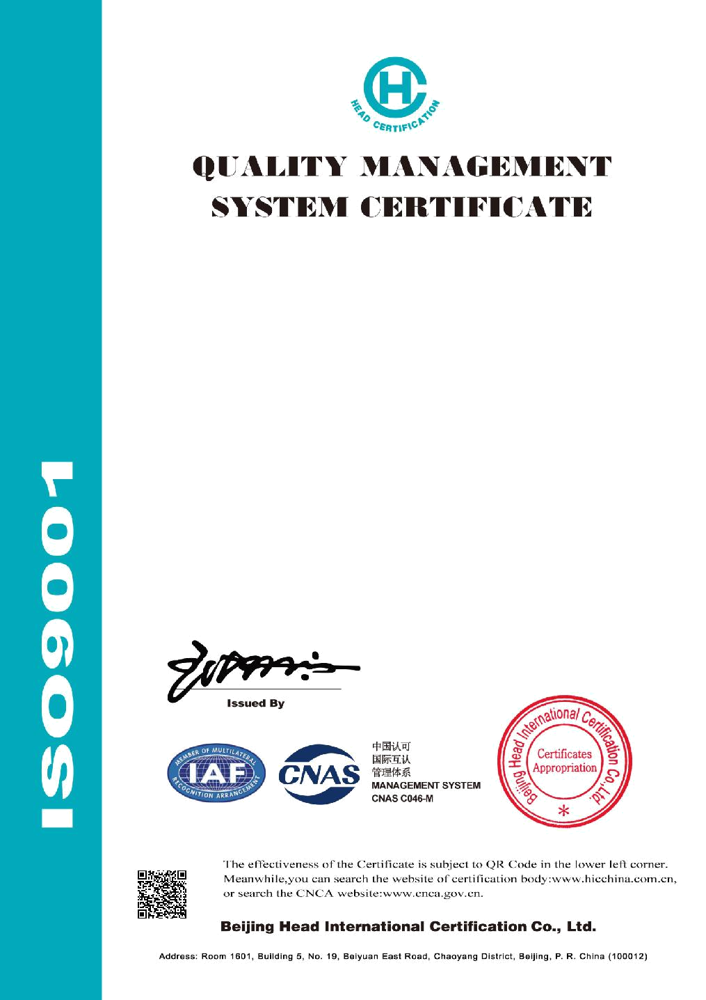 HEAD CERTIFICATION
QUALITY MANAGEMENT
SYSTEM CERTIFICATE
ISO9001
Issued By
MEMBER OF MULTILATERAL
IAF
RECOGNITION ARRANGEMENT
CNAS
中国认可
国际互认
管理体系
MANAGEMENT SYSTEM
CNAS C046-M
Beijing Head International Certification Co.,Ltd.
Certificates
Appropriation
The effectiveness of the Certificate is subject to QR Code in the lower left corner.
Meanwhile,you can search the website of certification body:www.hicchina.com.cn,
or search the CNCA website:www.cnca.gov.cn.
Beijing Head International Certification Co., Ltd.
Address: Room 1601, Building 5, No. 19, Beiyuan East Road, Chaoyang District, Beijing, P. R. China (100012)